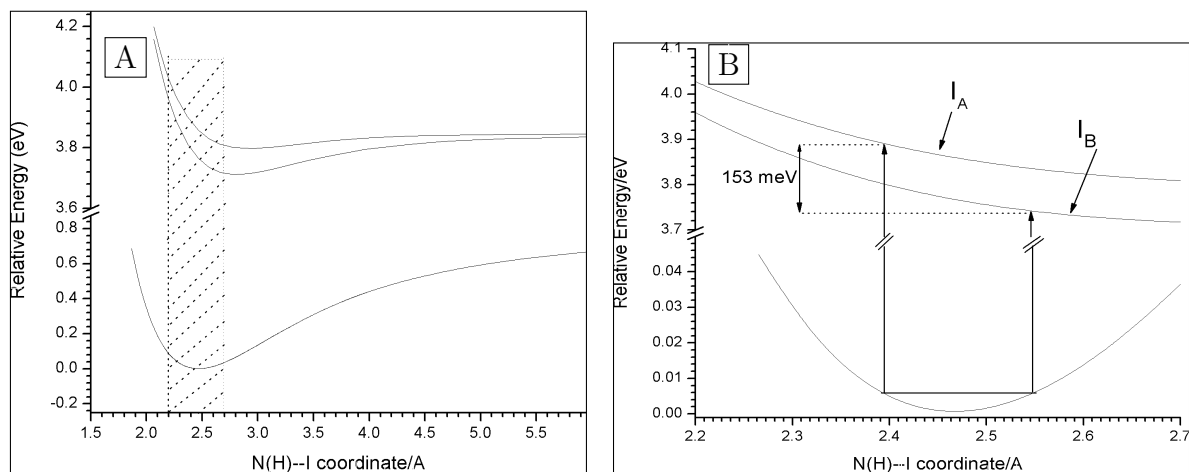 A
Relative Energy (eV)
4.2
4.0
3.8
3.6
0.8
0.6
0.4
0.2
0.0
-0.2
1.5 2.0 2.5 3.0 3.5 4.0 4.5 5.0 5.5
N(H)--I coordinate/A
B
Relative Energy/eV
4.1
4.0
3.9
3.8
3.7
0.04
0.03
0.02
0.01
0.00
I_A
I_B
153 meV
2.2 2.3 2.4 2.5 2.6 2.7
N(H)--I coordinate/A